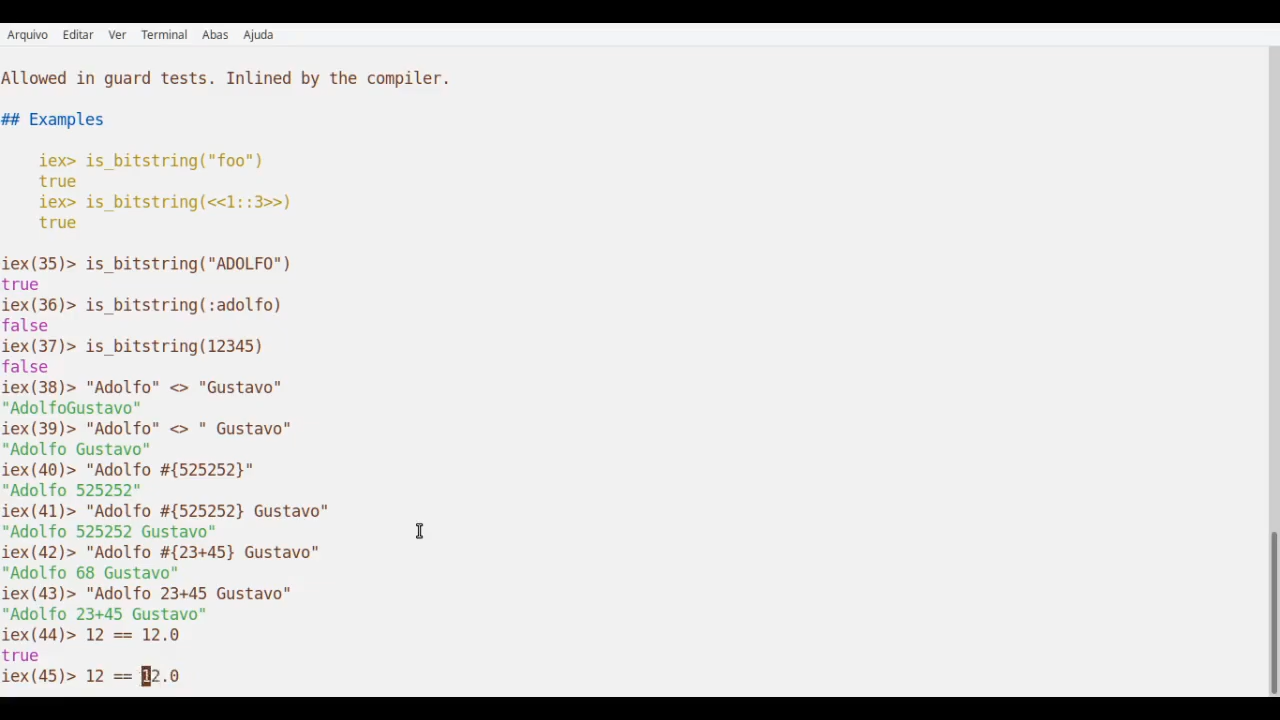 Arquivo Editar Ver Terminal Abas Ajuda
Allowed in guard tests. Inlined by the compiler.
## Examples
iex> is_bitstring("foo")
true
iex> is_bitstring(<<1::3>>)
true
iex(35)> is_bitstring("ADOLFO")
true
iex(36)> is_bitstring(:adolfo)
false
iex(37)> is_bitstring(12345)
false
iex(38)> "Adolfo" <> "Gustavo"
"AdolfoGustavo"
iex(39)> "Adolfo" <> " Gustavo"
"Adolfo Gustavo"
iex(40)> "Adolfo #{525252}"
"Adolfo 525252"
iex(41)> "Adolfo #{525252} Gustavo"
"Adolfo 525252 Gustavo"
iex(42)> "Adolfo #{23+45} Gustavo"
"Adolfo 68 Gustavo"
iex(43)> "Adolfo 23+45 Gustavo"
"Adolfo 23+45 Gustavo"
iex(44)> 12 == 12.0
true
iex(45)> 12 == 12.0